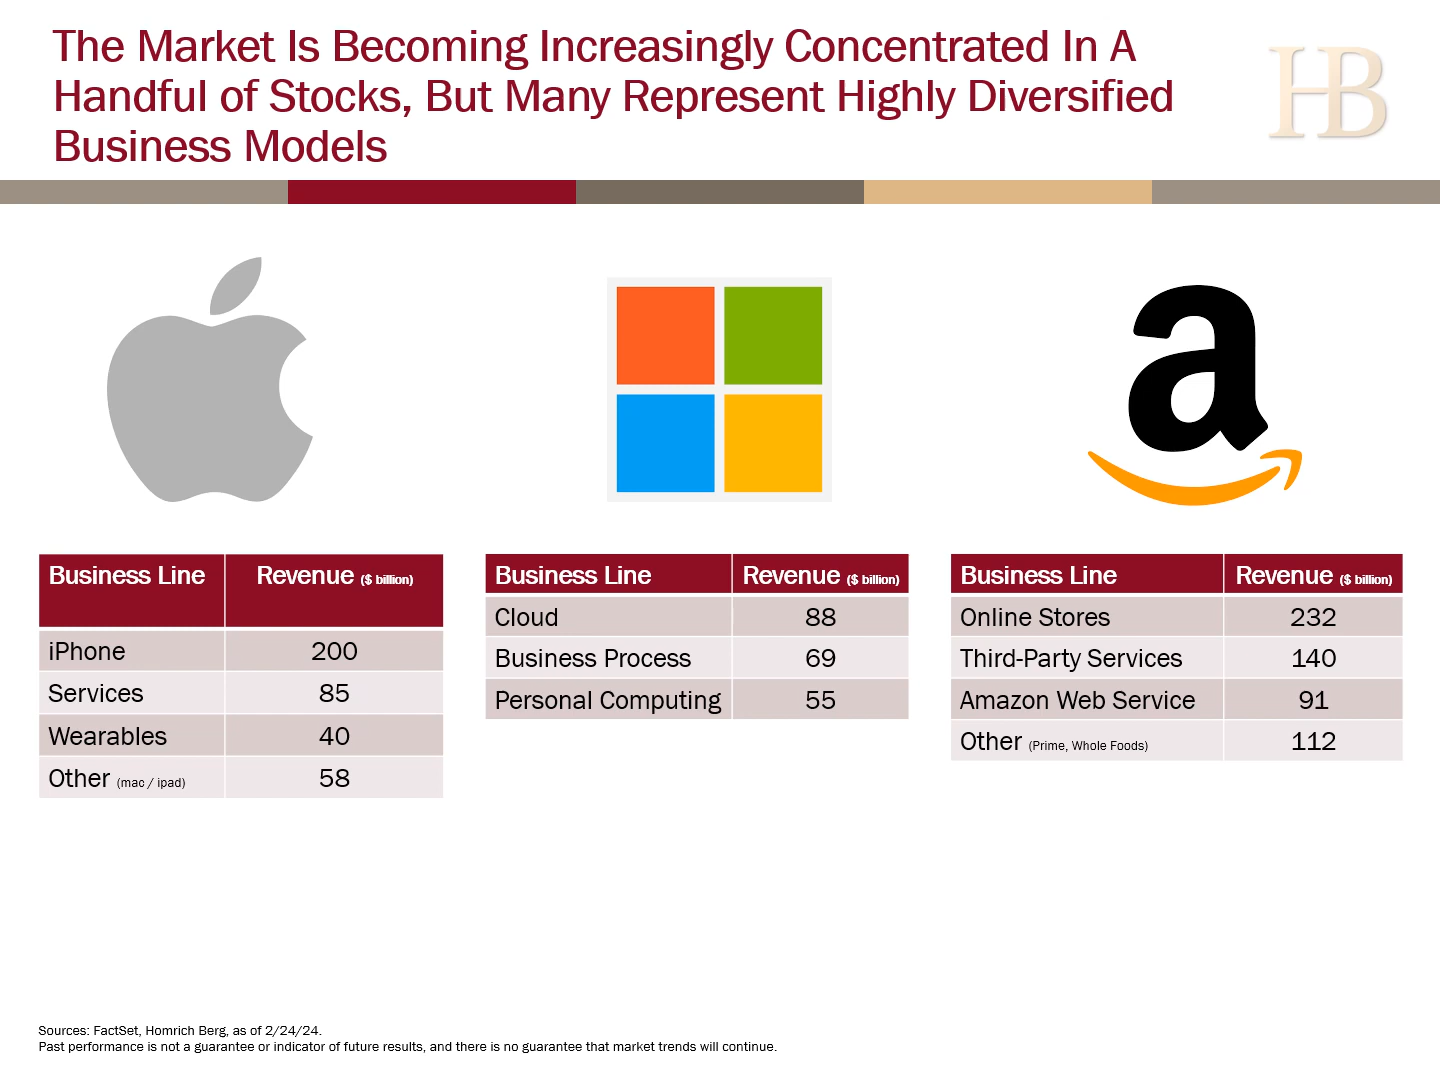 The Market Is Becoming Increasingly Concentrated In A
Handful of Stocks, But Many Represent Highly Diversified
Business Models
HB
a
Business Line Revenue ($ billion)
iPhone 200
Services 85
Wearables 40
Other (mac / ipad) 58
Business Line Revenue ($ billion)
Cloud 88
Business Process 69
Personal Computing 55
Business Line Revenue ($ billion)
Online Stores 232
Third-Party Services 140
Amazon Web Service 91
Other (Prime, Whole Foods) 112
Sources: FactSet, Homrich Berg, as of 2/24/24.
Past performance is not a guarantee or indicator of future results, and there is no guarantee that market trends will continue.